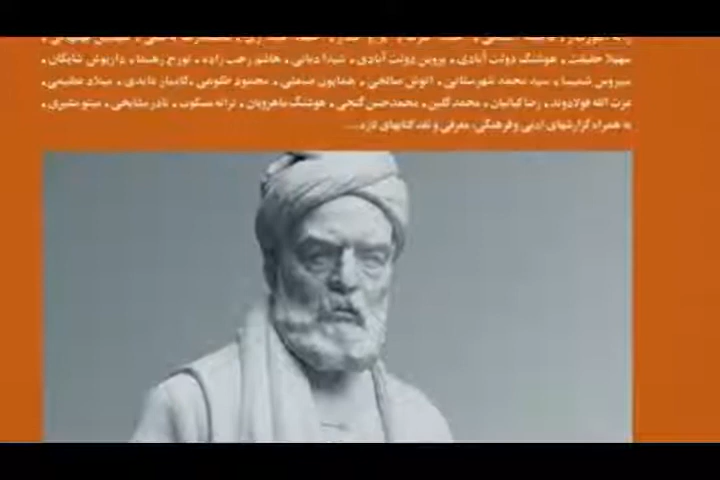 سهیلا حقیقت ، هوشنگ دولت آبادی ، پرویس دولت آبادی ، شیدا دیانی ، هاشم رجب زاده ، تورج رهنما ، داریوش شایگان ،
سیروس شمیسا ، سید محمد شهرستانی ، انوش صالحی ، همایون صنعتی ، محمود طلوعی ، کامیار عابدی ، میلاد عظیمی ،
عزت الله فولادوند ، رضا کیانیان ، محمد گلبن ، محمدحسن گنجی ، هوشنگ ماهرویان ، ترانه مسکوب ، نادر مشایخی ، مینو مشیری ،
به همراه گزارشهای ادبی و فرهنگی، معرفی و نقد کتابهای تازه....